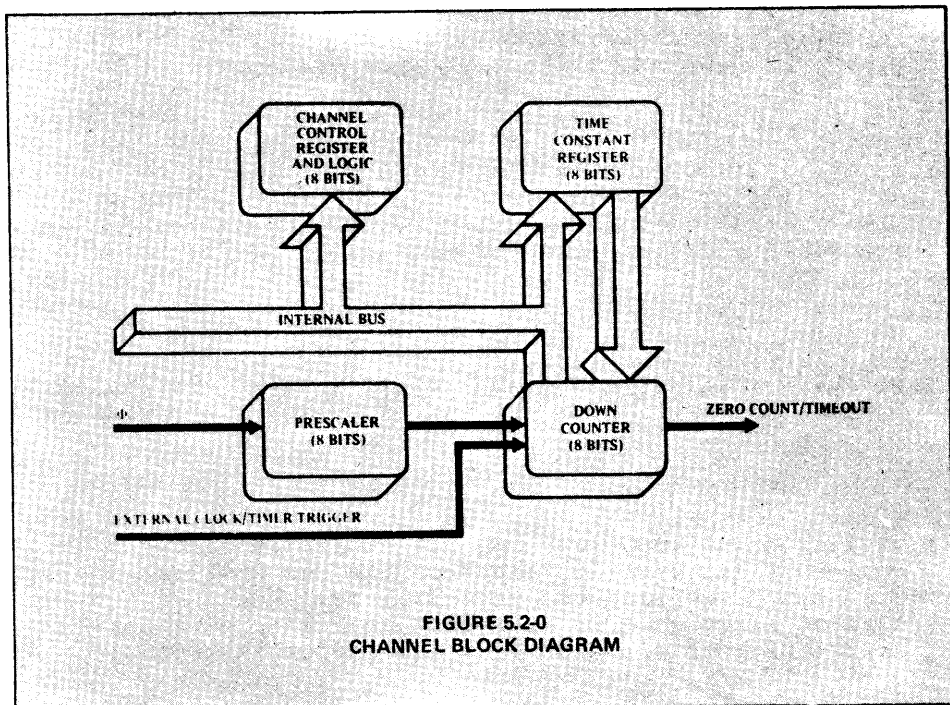 CHANNEL
CONTROL
REGISTER
AND LOGIC
(8 BITS)
TIME
CONSTANT
REGISTER
(8 BITS)
INTERNAL BUS
Φ
PRESCALER
(8 BITS)
DOWN
COUNTER
(8 BITS)
ZERO COUNT/TIMEOUT
EXTERNAL CLOCK/TIMER TRIGGER
FIGURE 5.2-0
CHANNEL BLOCK DIAGRAM